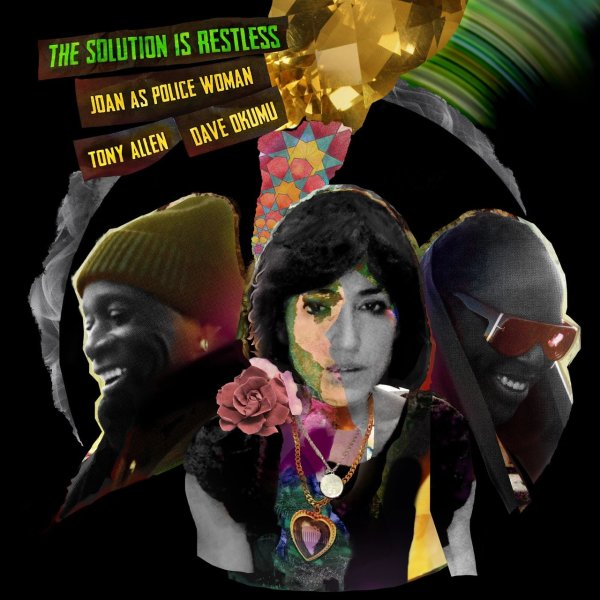 THE SOLUTION IS RESTLESS
JOAN AS POLICE WOMAN
TONY ALLEN DAVE OKUMU